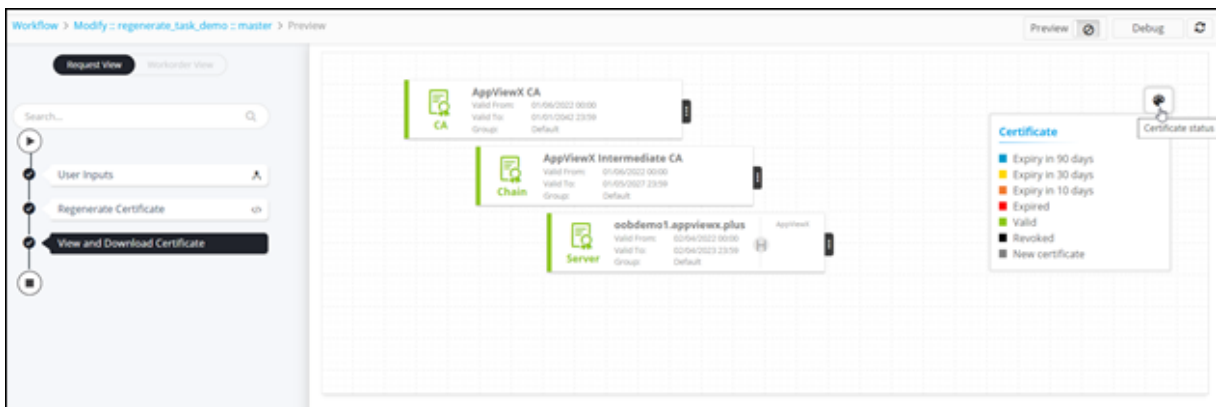 Workflow > Modify :: regenerate_task_demo :: master > Preview
Preview
Debug
Request View
Workorder View
Search...
User Inputs
Regenerate Certificate
View and Download Certificate
AppViewX CA
Valid From: 01/06/2022 00:00
Valid To: 01/01/2042 23:59
Group: Default
CA
AppViewX Intermediate CA
Valid From: 01/06/2022 00:00
Valid To: 01/05/2027 23:59
Group: Default
Chain
oobdemo1.appviewx.plus
AppViewX
Valid From: 02/04/2022 00:00
Valid To: 02/04/2023 23:59
Group: Default
Server
Certificate status
Certificate
Expiry in 90 days
Expiry in 30 days
Expiry in 10 days
Expired
Valid
Revoked
New certificate